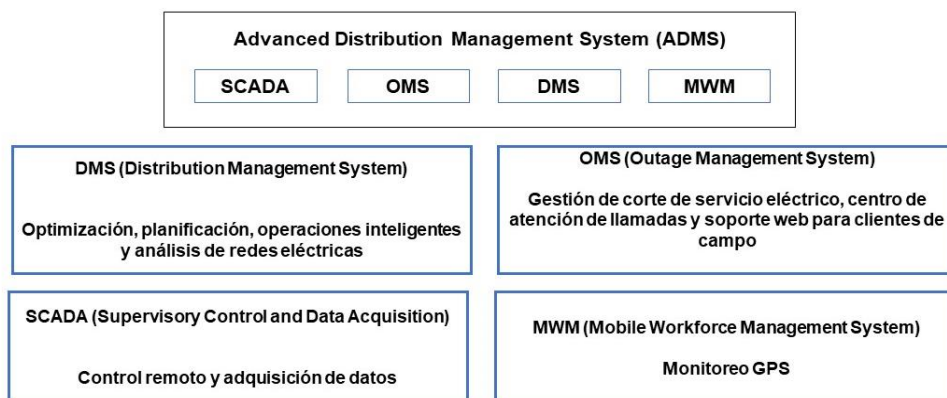 Advanced Distribution Management System (ADMS)
SCADA
OMS
DMS
MWM
DMS (Distribution Management System)
Optimización, planificación, operaciones inteligentes
y análisis de redes eléctricas
OMS (Outage Management System)
Gestión de corte de servicio eléctrico, centro de
atención de llamadas y soporte web para clientes de
campo
SCADA (Supervisory Control and Data Acquisition)
Control remoto y adquisición de datos
MWM (Mobile Workforce Management System)
Monitoreo GPS